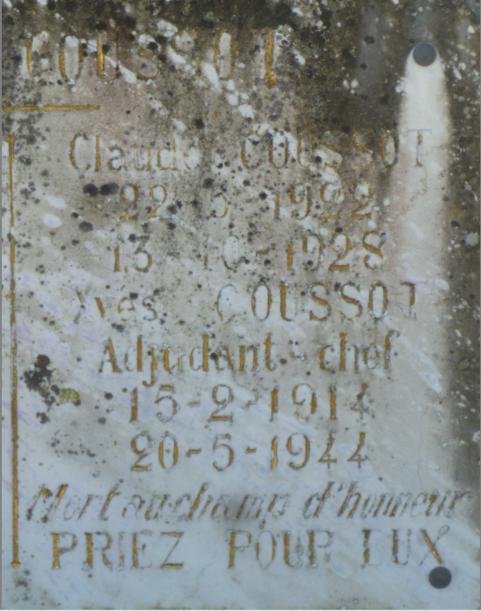 COUSSOT
Claude COUSSOT
22-5-1922
13-10-1928
Yves COUSSOT
Adjudant-chef
15-2-1914
20-5-1944
Mort au champ d'honneur
PRIEZ POUR EUX